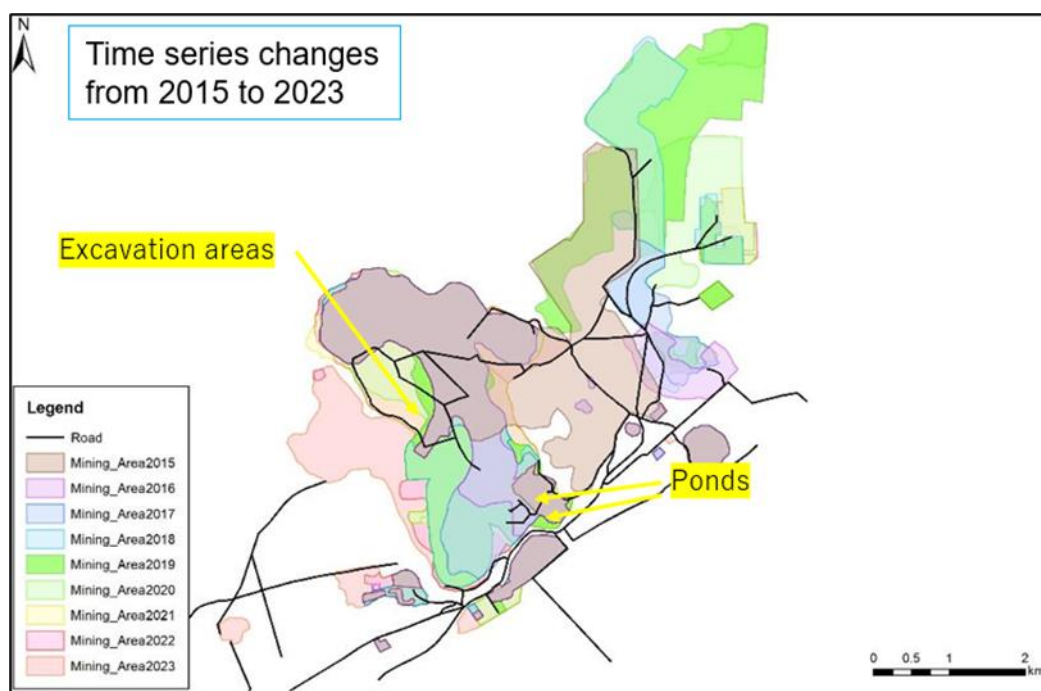 N
Time series changes
from 2015 to 2023
Excavation areas
Ponds
Legend
Road
Mining_Area2015
Mining_Area2016
Mining_Area2017
Mining_Area2018
Mining_Area2019
Mining_Area2020
Mining_Area2021
Mining_Area2022
Mining_Area2023
0 0.5 1 2
km